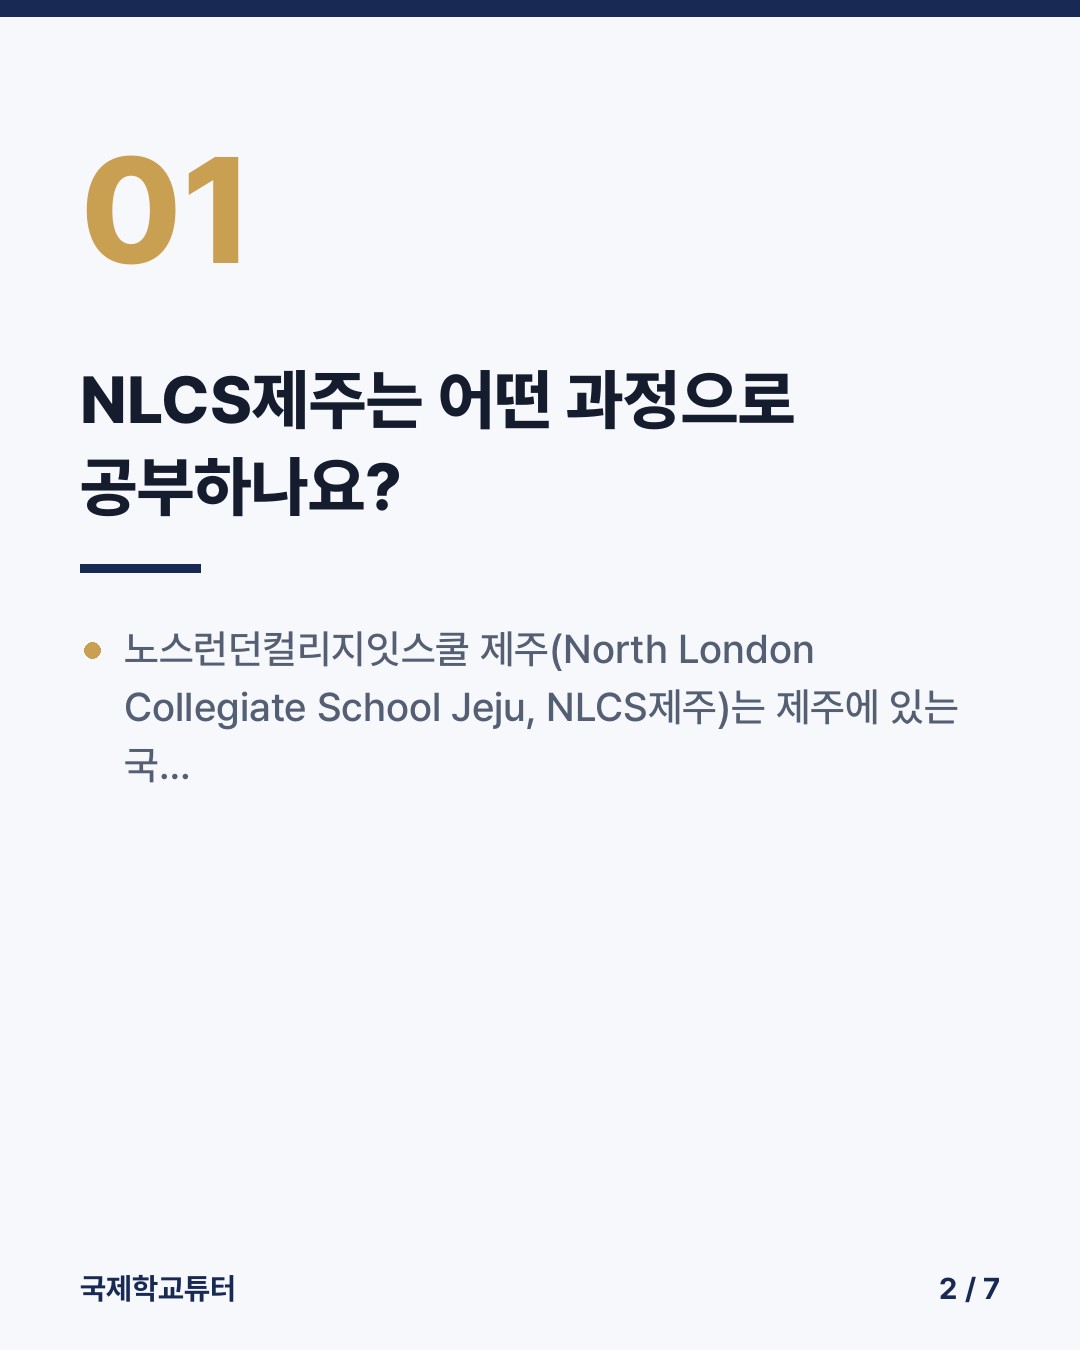 01
NLCS제주는 어떤 과정으로
공부하나요?
노스런던컬리지잇스쿨 제주(North London
Collegiate School Jeju, NLCS제주)는 제주에 있는
국...
국제학교튜터
2 / 7